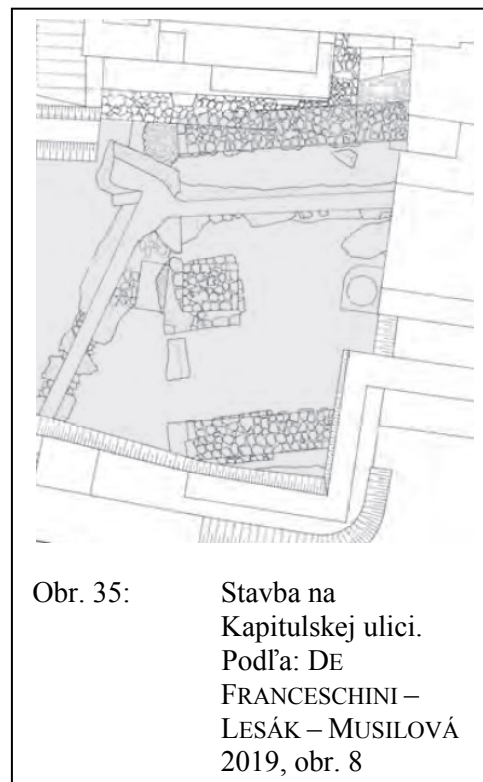 Obr. 35: Stavba na
Kapitulskej ulici.
Podľa: DE
FRANCESCHINI –
LESÁK – MUSILOVÁ
2019, obr. 8